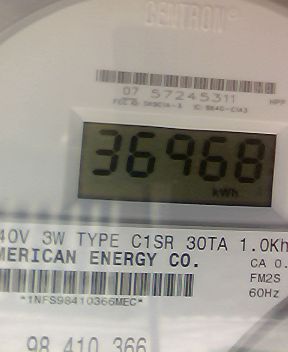 CENTRON®
07 57245311
36968
kWh
40V 3W TYPE C1SR 30TA 1.0Kh
MERICAN ENERGY CO.
CA 0.
FM2S
60Hz
*1NFS98410366MEC*
98 410 366